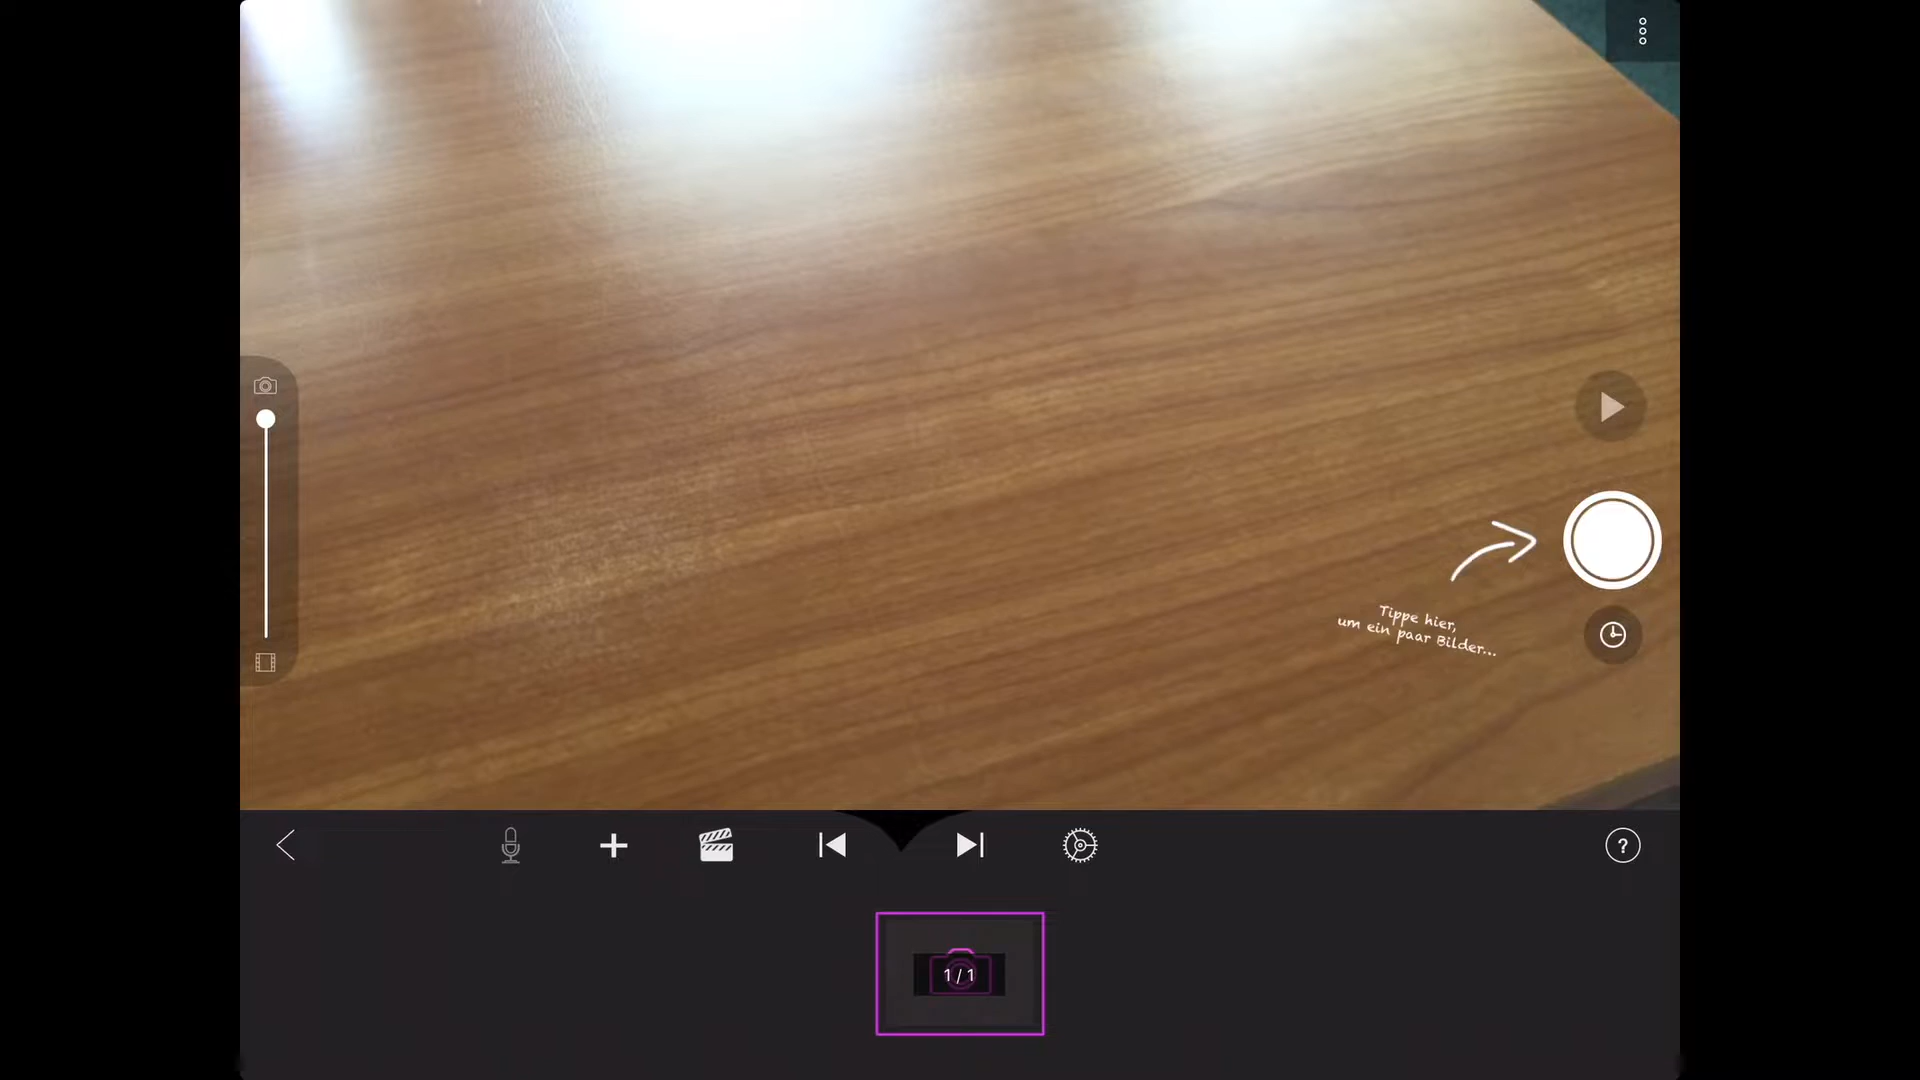 Tippe hier,
um ein paar Bilder...
?
1 / 1